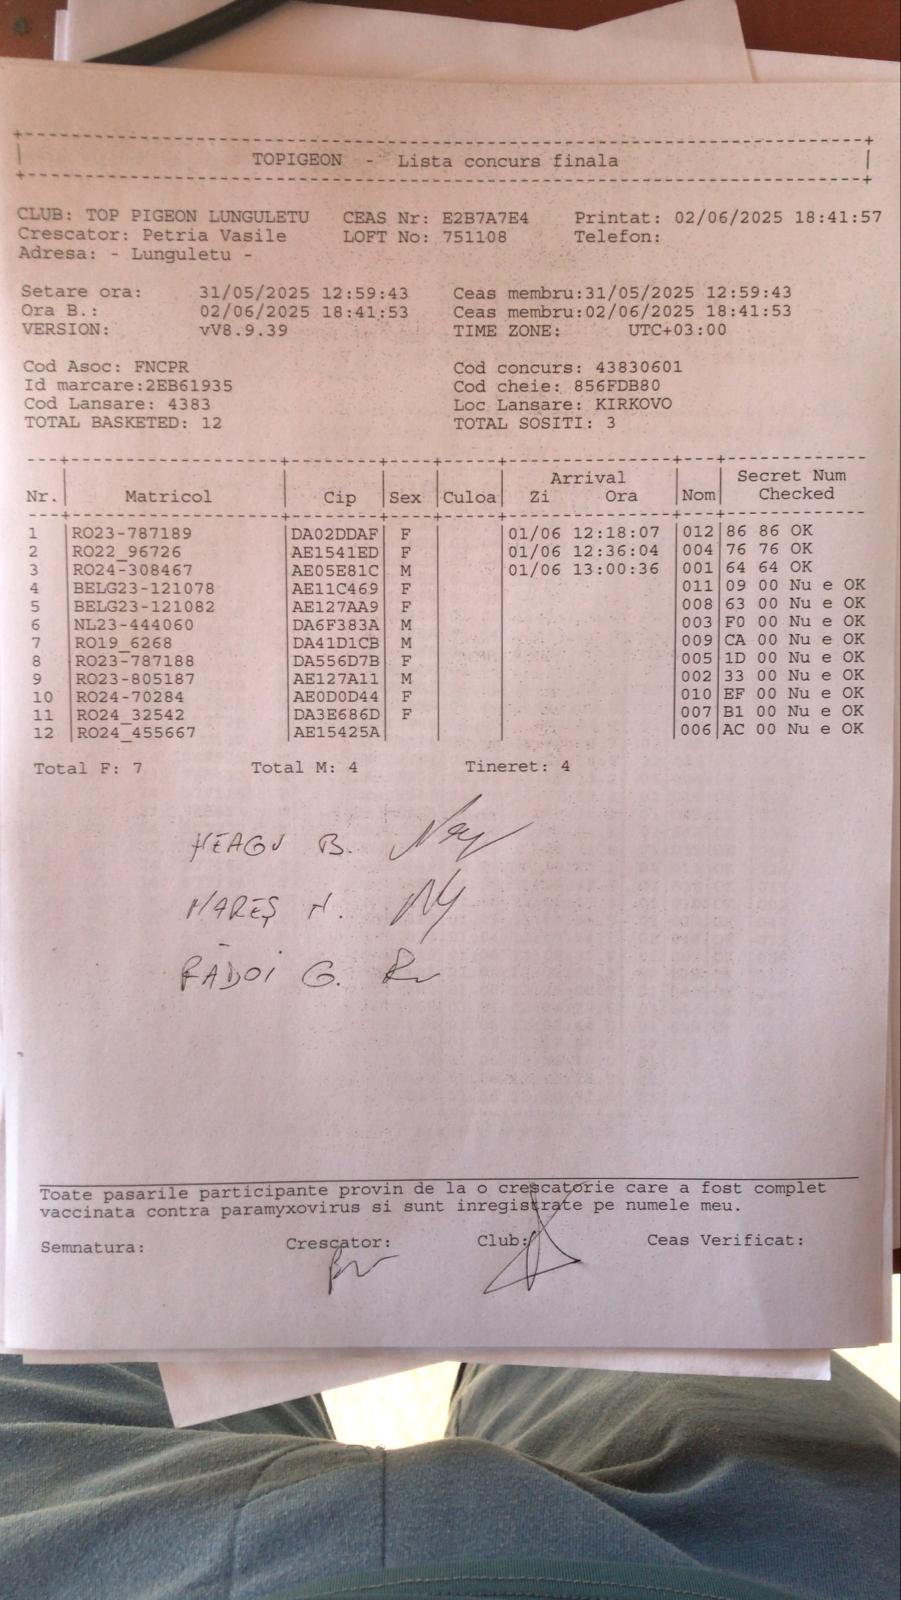 TOPIGEON - Lista concurs finala
CLUB: TOP PIGEON LUNGULETU CEAS Nr: E2B7A7E4 Printat: 02/06/2025 18:41:57
Crescator: Petria Vasile LOFT No: 751108 Telefon:
Adresa: - Lunguletu -
Setare ora: 31/05/2025 12:59:43 Ceas membru:31/05/2025 12:59:43
Ora B.: 02/06/2025 18:41:53 Ceas membru:02/06/2025 18:41:53
VERSION: vV8.9.39 TIME ZONE: UTC+03:00
Cod Asoc: FNCPR Cod concurs: 43830601
Id marcare:2EB61935 Cod cheie: 856FDB80
Cod Lansare: 4383 Loc Lansare: KIRKOVO
TOTAL BASKETED: 12 TOTAL SOSITI: 3
Arrival Secret Num
Nr. Matricol Cip Sex Culoa Zi Ora Nom Checked
1 RO23-787189 DA02DDAF F 01/06 12:18:07 012 86 86 OK
2 RO22_96726 AE1541ED F 01/06 12:36:04 004 76 76 OK
3 RO24-308467 AE05E81C M 01/06 13:00:36 001 64 64 OK
4 BELG23-121078 AE11C469 F 011 09 00 Nu e OK
5 BELG23-121082 AE127AA9 F 008 63 00 Nu e OK
6 NL23-444060 DA6F383A M 003 F0 00 Nu e OK
7 RO19_6268 DA41D1CB M 009 CA 00 Nu e OK
8 RO23-787188 DA556D7B F 005 1D 00 Nu e OK
9 RO23-805187 AE127A11 M 002 33 00 Nu e OK
10 RO24-70284 AE0D0D44 F 010 EF 00 Nu e OK
11 RO24_32542 DA3E686D F 007 B1 00 Nu e OK
12 RO24_455667 AE15425A 006 AC 00 Nu e OK
Total F: 7 Total M: 4 Tineret: 4
NEAGU B.
MAREȘ N.
RĂDOI G.
Toate pasarile participante provin de la o crescatorie care a fost complet
vaccinata contra paramyxovirus si sunt inregistrate pe numele meu.
Semnatura: Crescator: Club: Ceas Verificat: